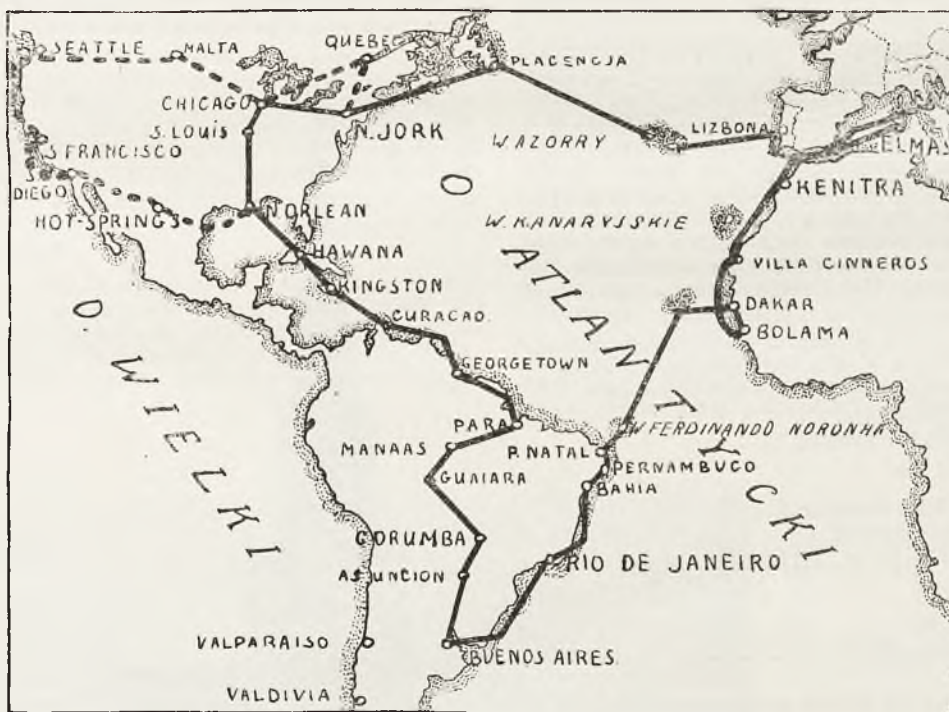 SEATTLE
MALTA
QUEBEC
PLACENCJA
CHICAGO
N. JORK
S. LOUIS
W. AZORRY
LIZBONA
ELMAS
S FRANCISCO
DIEGO
HOT-SPRINGS
N ORLEAN
KENITRA
W. KANARYJSKIE
HAWANA
KINGSTON
VILLA CINNEROS
CURACAO.
DAKAR
BOLAMA
GEORGETOWN
O. ATLANTYCKI
O. WIELKI
PARA
W FERDINANDO NORONHA
MANAAS
P. NATAL
PERNAMBUCO
GUAIARA
BAHIA
CORUMBA
RIO DE JANEIRO
ASUNCION
VALPARAISO
BUENOS AIRES.
VALDIVIA